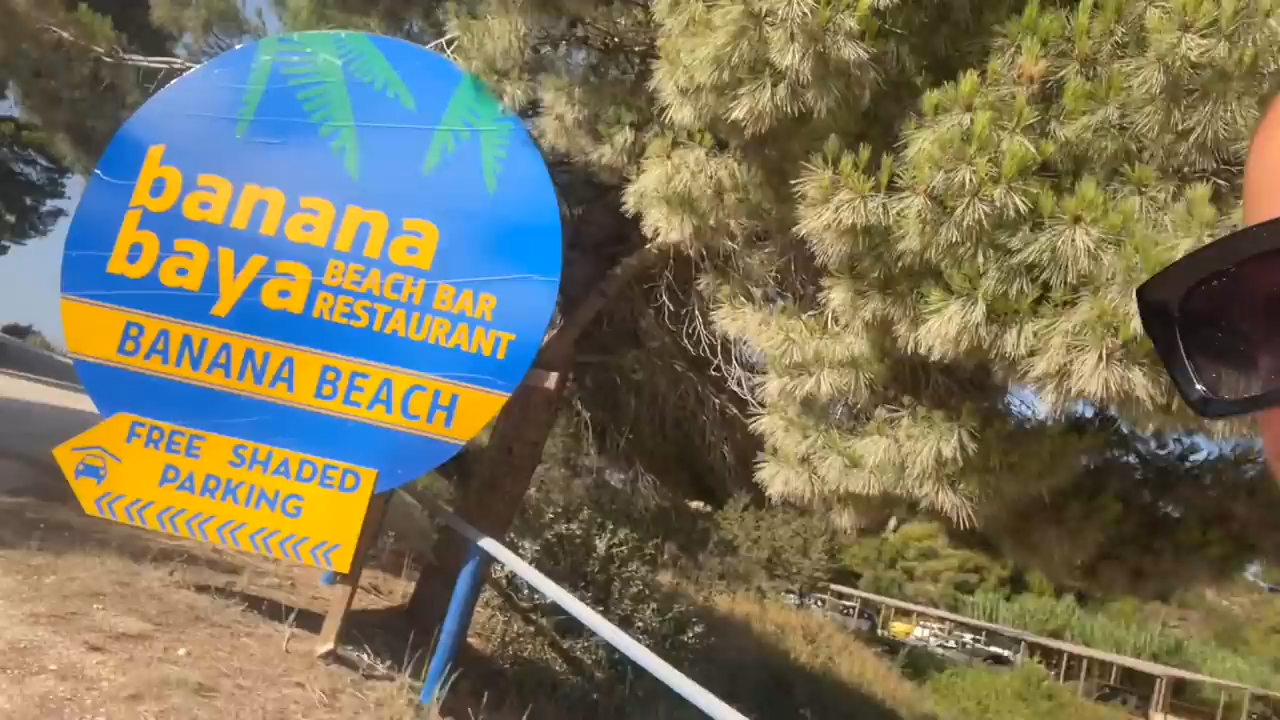 banana
baya
BEACH BAR
RESTAURANT
BANANA BEACH
FREE SHADED
PARKING